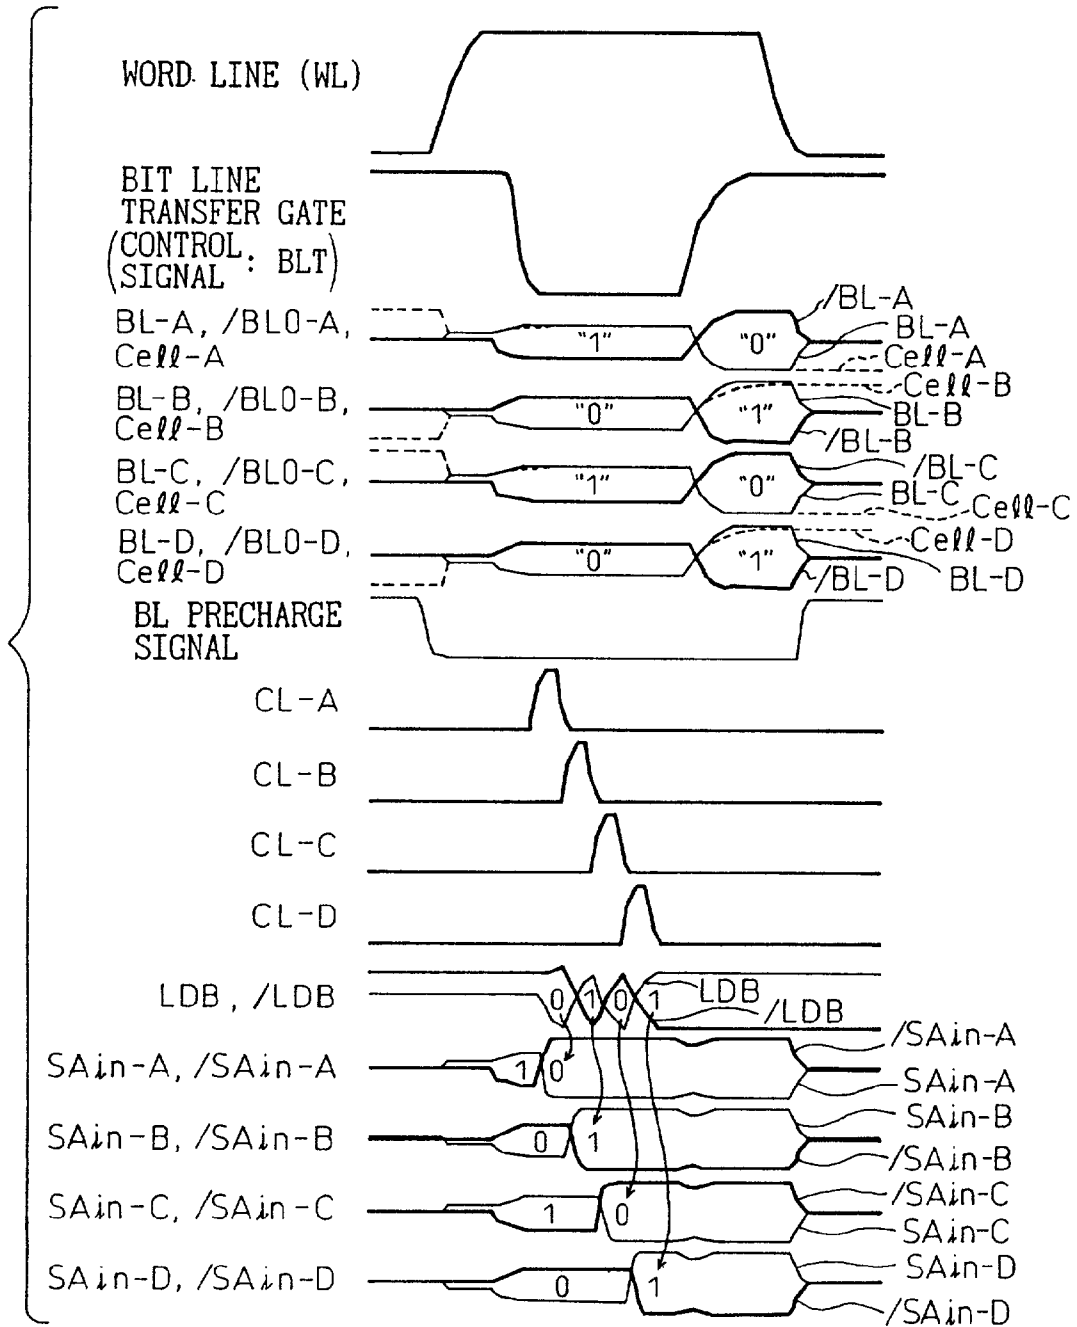 WORD LINE (WL)
BIT LINE
TRANSFER GATE
(CONTROL
SIGNAL : BLT)
BL-A, /BLO-A,
Cell-A
"1"
"0"
/BL-A
BL-A
Cell-A
BL-B, /BLO-B,
Cell-B
"0"
"1"
Cell-B
BL-B
/BL-B
BL-C, /BLO-C,
Cell-C
"1"
"0"
/BL-C
BL-C
Cell-C
BL-D, /BLO-D,
Cell-D
"0"
"1"
Cell-D
BL-D
/BL-D
BL PRECHARGE
SIGNAL
CL-A
CL-B
CL-C
CL-D
LDB, /LDB
0 1 0 1
LDB
/LDB
SAin-A, /SAin-A
1 0
/SAin-A
SAin-A
SAin-B, /SAin-B
0 1
SAin-B
/SAin-B
SAin-C, /SAin-C
1 0
/SAin-C
SAin-C
SAin-D, /SAin-D
0 1
SAin-D
/SAin-D